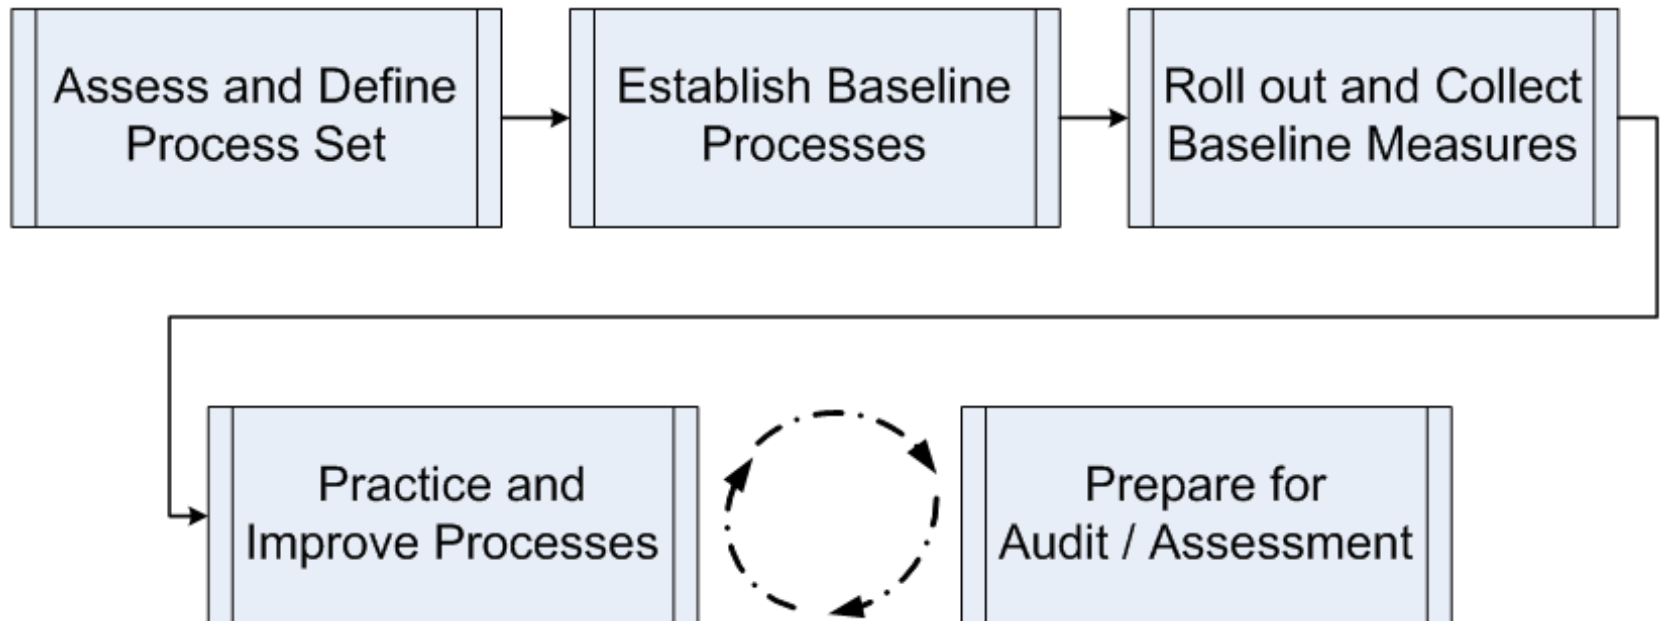 Assess and Define
Process Set
Establish Baseline
Processes
Roll out and Collect
Baseline Measures
Practice and
Improve Processes
Prepare for
Audit / Assessment